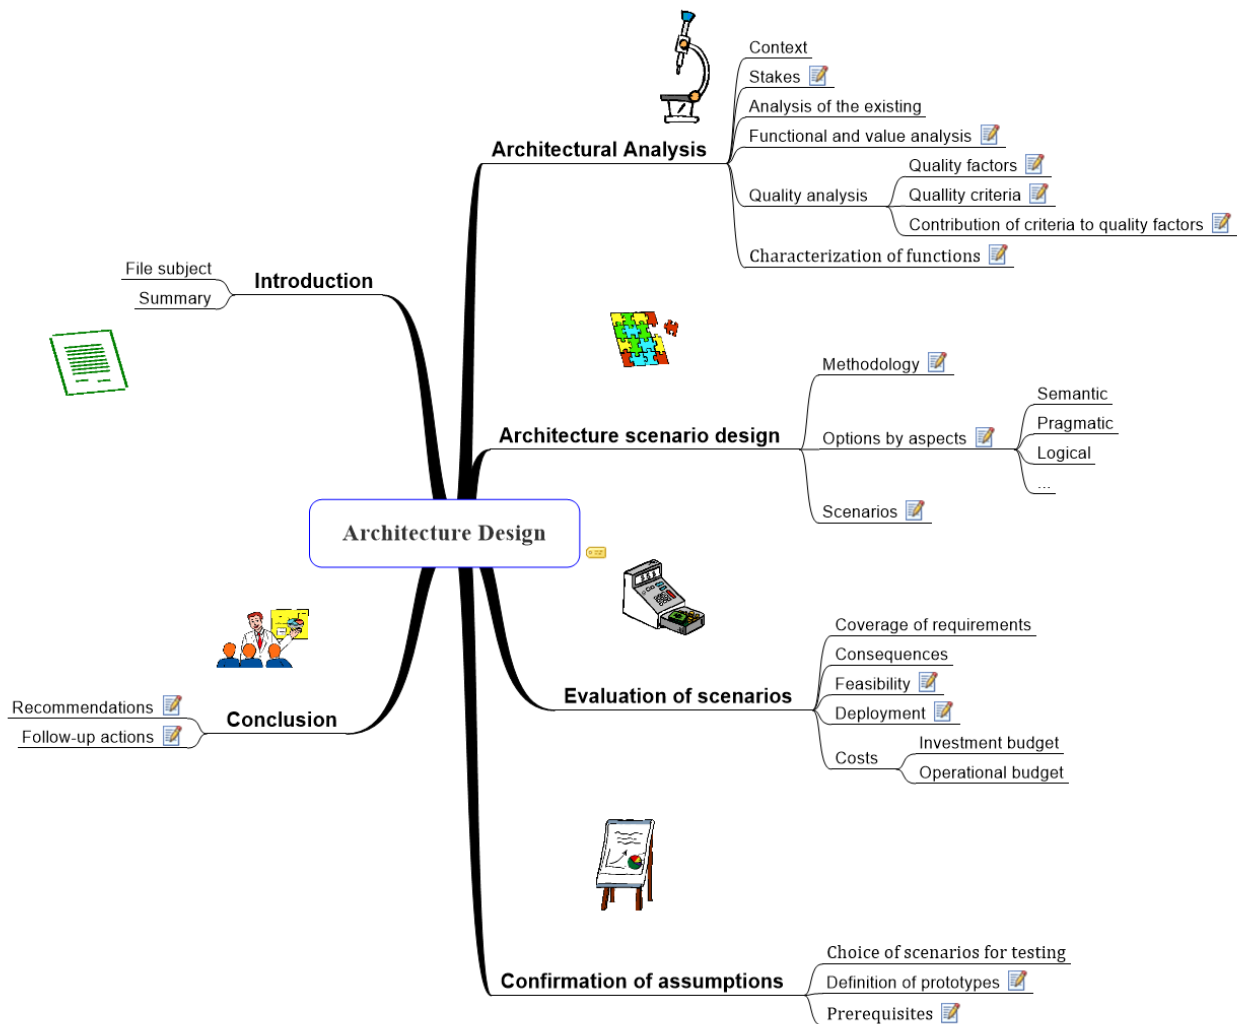 Context
Stakes
Analysis of the existing
Functional and value analysis
Architectural Analysis
Quality factors
Quality analysis
Quallity criteria
Contribution of criteria to quality factors
Characterization of functions
File subject
Introduction
Summary
Methodology
Semantic
Architecture scenario design
Options by aspects
Pragmatic
Logical
...
Scenarios
Architecture Design
Coverage of requirements
Consequences
Evaluation of scenarios
Feasibility
Deployment
Costs
Investment budget
Operational budget
Recommendations
Conclusion
Follow-up actions
Choice of scenarios for testing
Confirmation of assumptions
Definition of prototypes
Prerequisites